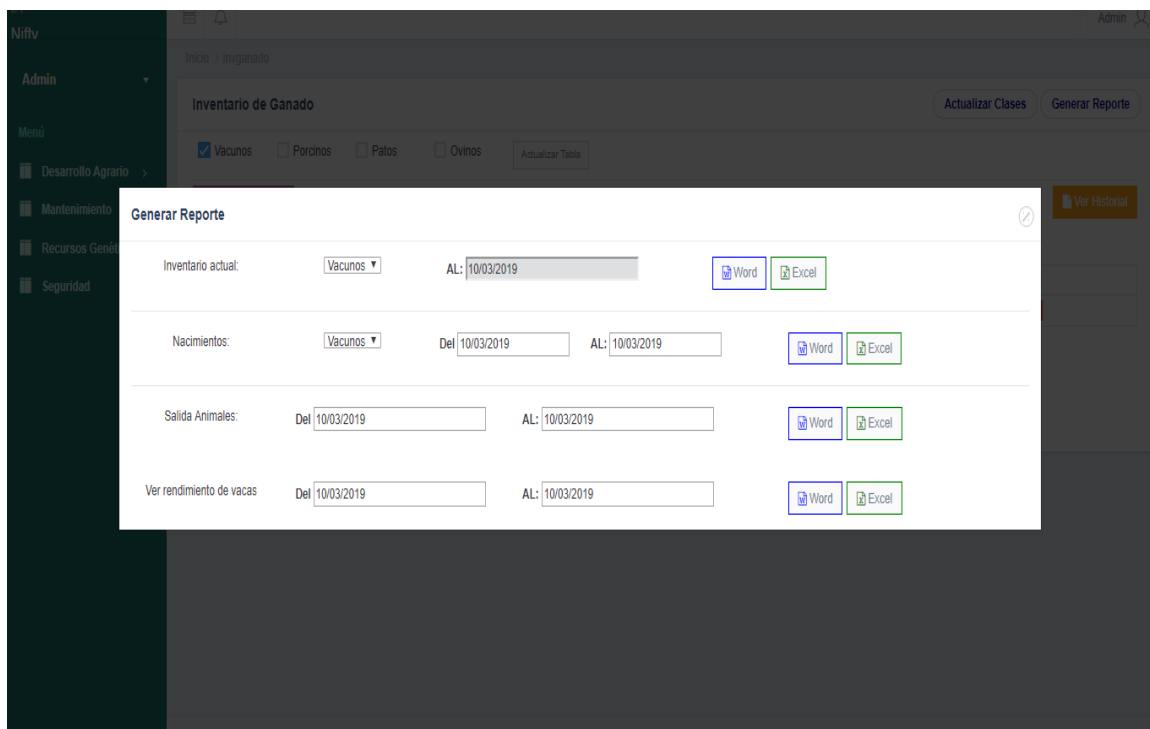 Nifty
Admin
Admin
Inicio / invganado
Inventario de Ganado
Actualizar Clases
Generar Reporte
Menú
Vacunos
Porcinos
Patos
Ovinos
Actualizar Tabla
Desarrollo Agrario
Mantenimiento
Ver Historial
Recursos Genéti
Seguridad
Generar Reporte
Inventario actual: Vacunos AL: 10/03/2019 Word Excel
Nacimientos: Vacunos Del 10/03/2019 AL: 10/03/2019 Word Excel
Salida Animales: Del 10/03/2019 AL: 10/03/2019 Word Excel
Ver rendimiento de vacas Del 10/03/2019 AL: 10/03/2019 Word Excel